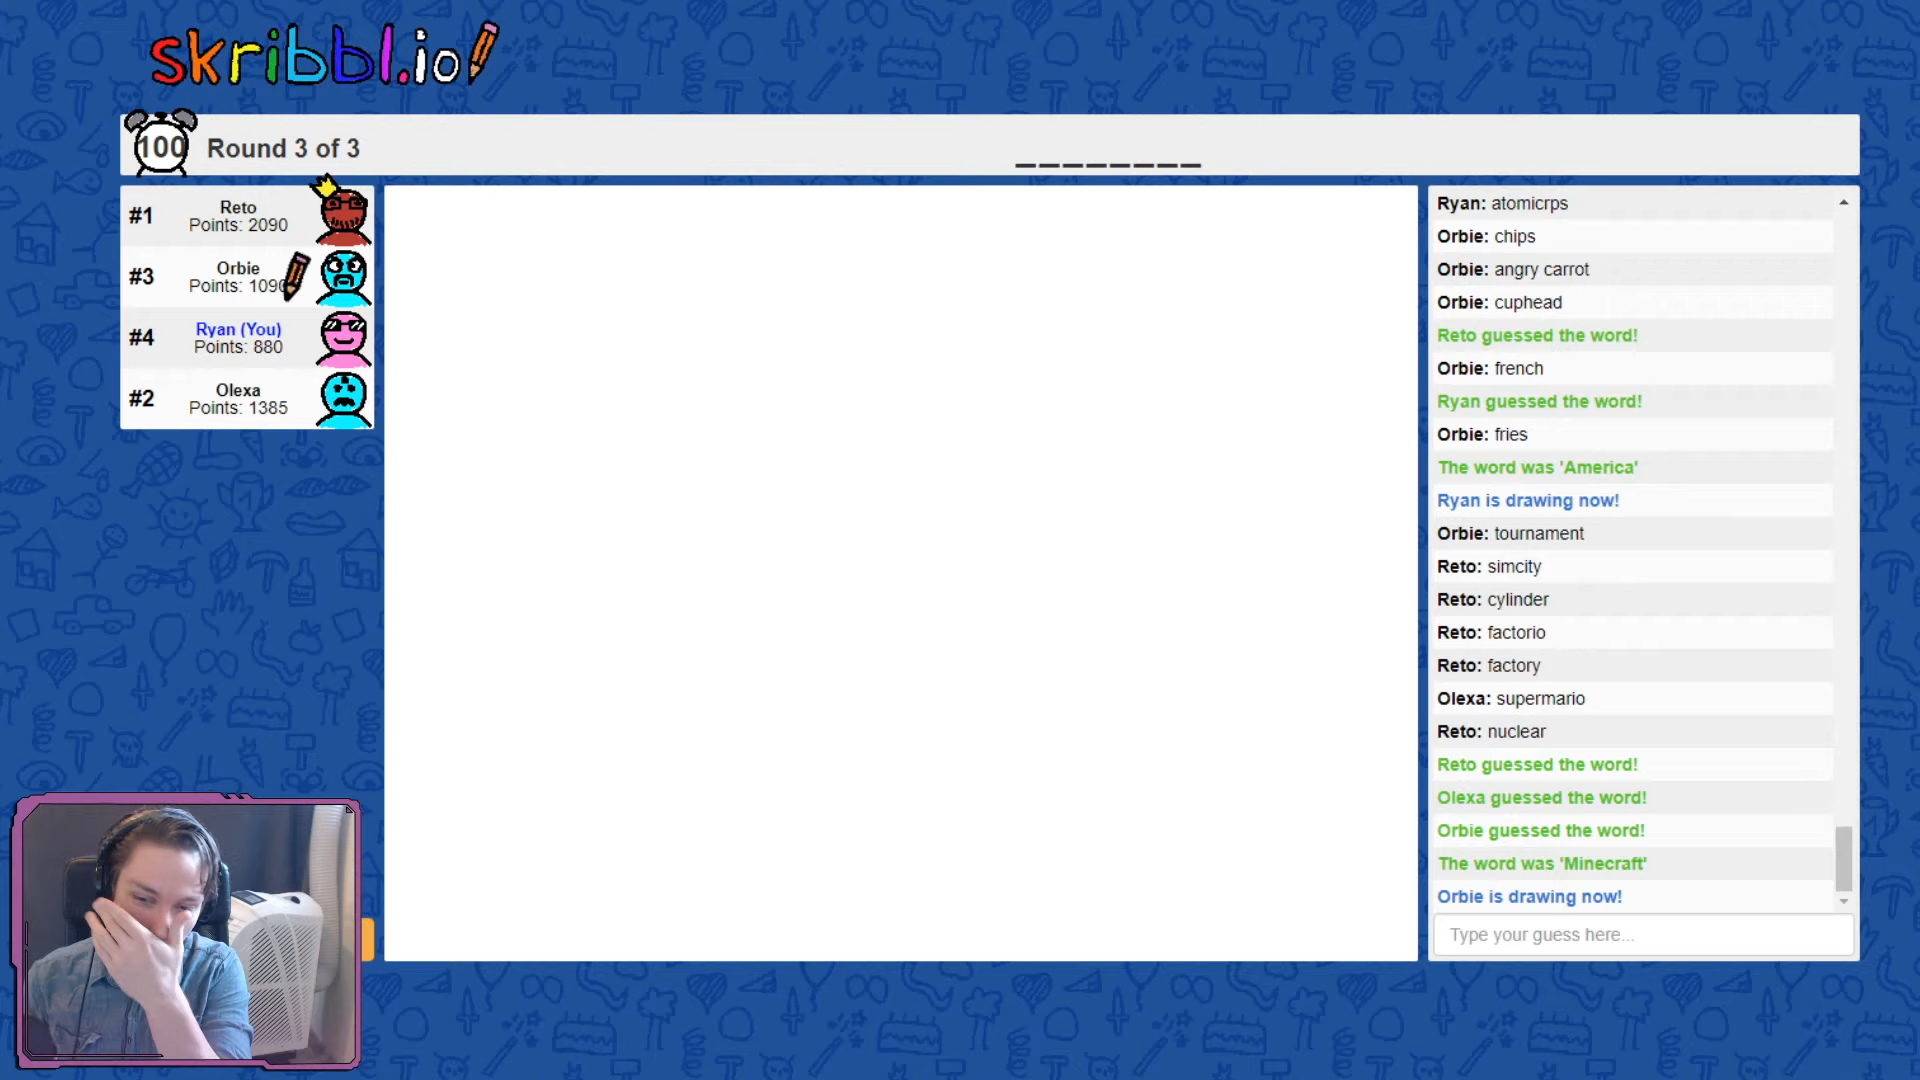 skribbl.io
100
Round 3 of 3
________
#1
Reto
Points: 2090
#3
Orbie
Points: 1090
#4
Ryan (You)
Points: 880
#2
Olexa
Points: 1385
Ryan: atomicrps
Orbie: chips
Orbie: angry carrot
Orbie: cuphead
Reto guessed the word!
Orbie: french
Ryan guessed the word!
Orbie: fries
The word was 'America'
Ryan is drawing now!
Orbie: tournament
Reto: simcity
Reto: cylinder
Reto: factorio
Reto: factory
Olexa: supermario
Reto: nuclear
Reto guessed the word!
Olexa guessed the word!
Orbie guessed the word!
The word was 'Minecraft'
Orbie is drawing now!
Type your guess here...